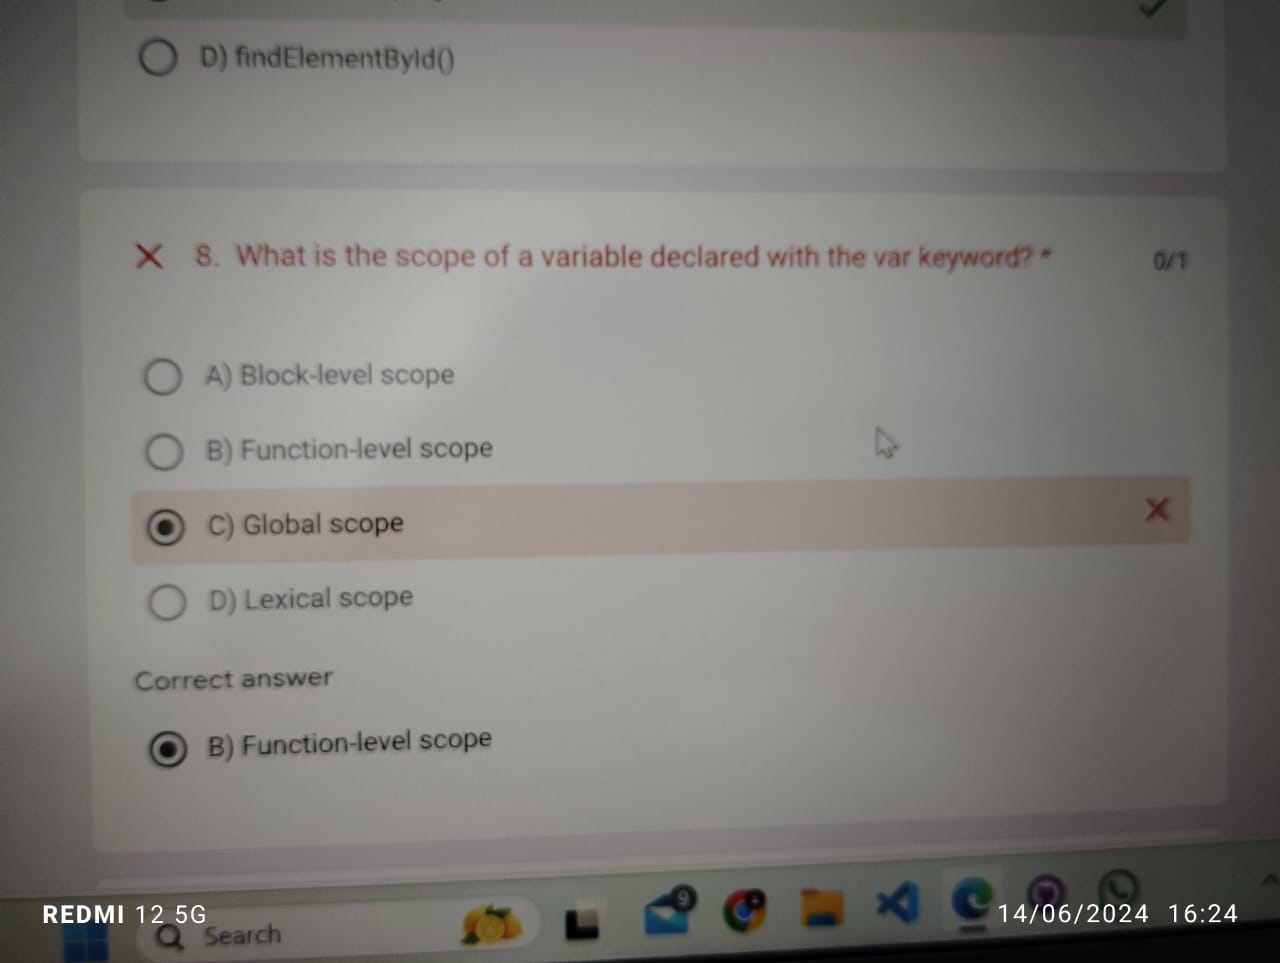 D) findElementById()
8. What is the scope of a variable declared with the var keyword? *
0/1
A) Block-level scope
B) Function-level scope
C) Global scope
D) Lexical scope
Correct answer
B) Function-level scope
9
REDMI 12 5G
14/06/2024 16:24
Search